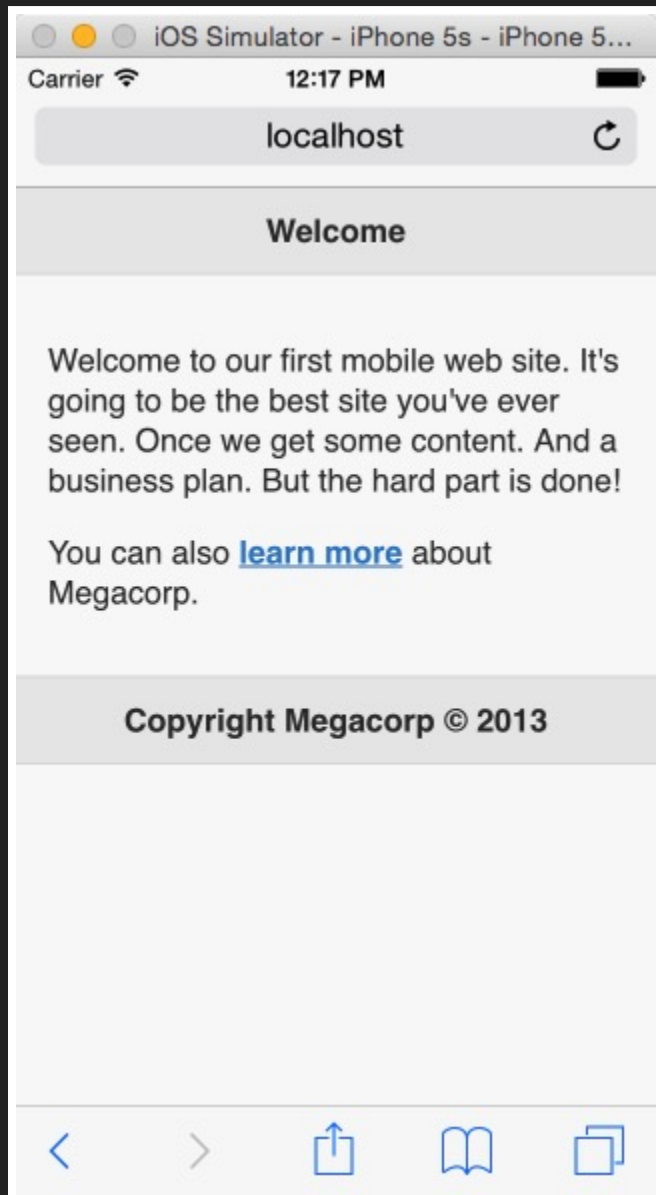 iOS Simulator - iPhone 5s - iPhone 5...
Carrier 12:17 PM
localhost
Welcome
Welcome to our first mobile web site. It's
going to be the best site you've ever
seen. Once we get some content. And a
business plan. But the hard part is done!
You can also learn more about
Megacorp.
Copyright Megacorp © 2013